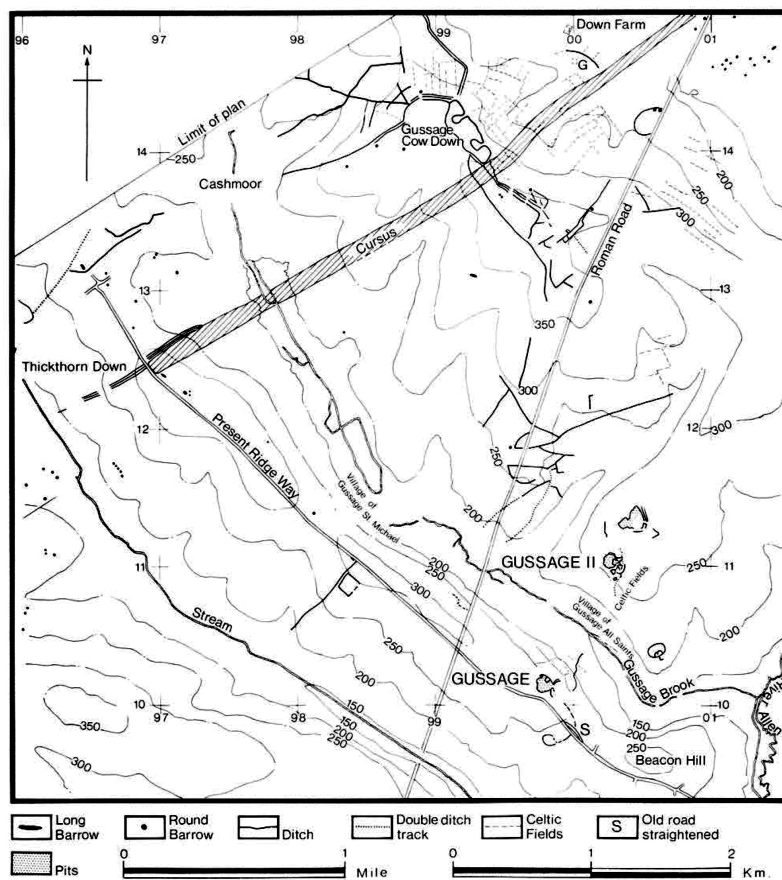 96
97
98
99
00
01
Down Farm
N
G
Limit of plan
14
250
Gussage
Cow Down
14
250
200
300
Cashmoor
Cursus
Roman Road
13
13
350
Thickthorn Down
300
12
12
300
250
Present Ridge Way
Village of
Gussage St. Michael
200
200
250
300
11
GUSSAGE II
11
250
Celtic Fields
Stream
Village of
Gussage All Saints
200
250
200
GUSSAGE
Gussage Brook
10
97
98
99
10
01
150
150
200
250
S
150
200
250
350
300
Beacon Hill
River Allen
Long
Barrow
Round
Barrow
Ditch
Double ditch
track
Celtic
Fields
S
Old road
straightened
Pits
0
1
Mile
0
1
2
Km.